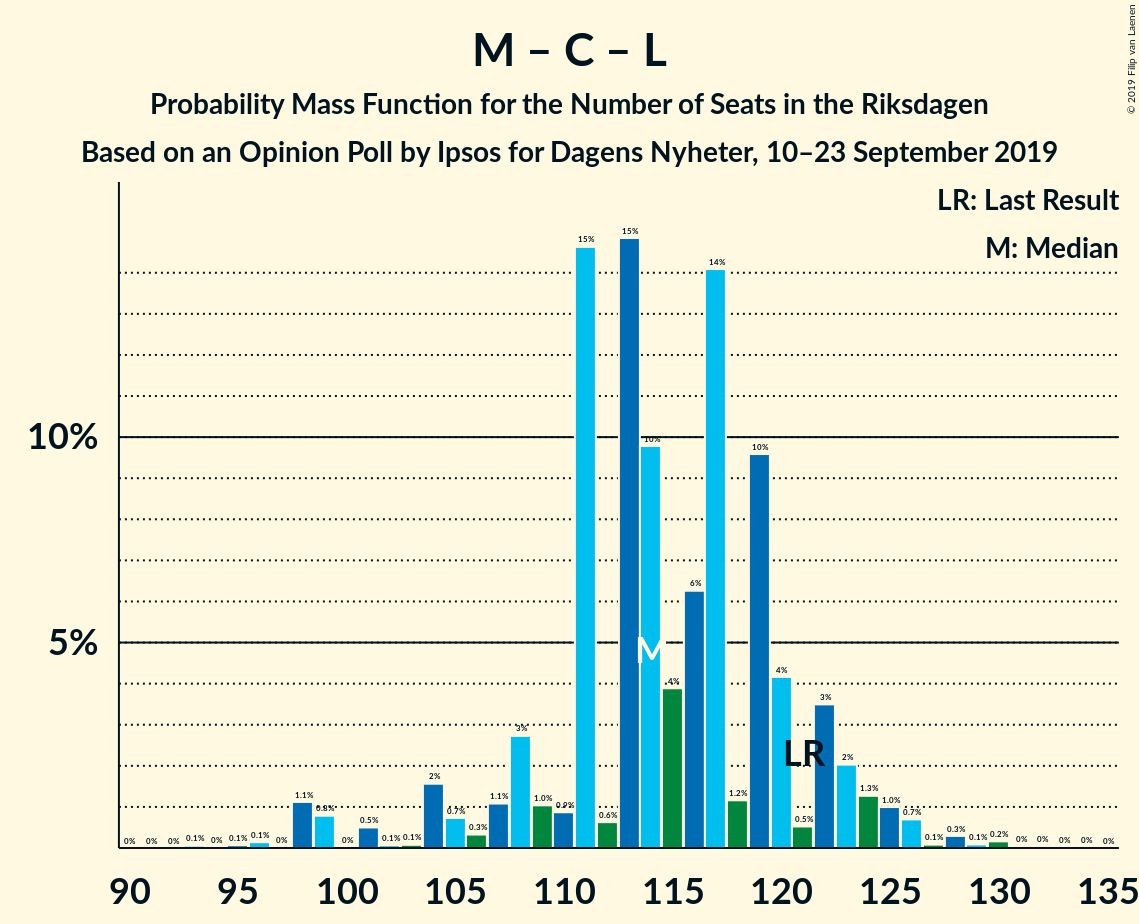 © 2019 Filip van Laenen
M – C – L
Probability Mass Function for the Number of Seats in the Riksdagen
Based on an Opinion Poll by Ipsos for Dagens Nyheter, 10–23 September 2019
LR: Last Result
M: Median
10%
5%
0% 0% 0% 0.1% 0% 0.1% 0.1% 0% 1.1% 0.8% 0% 0.5% 0.1% 0.1% 2% 0.7% 0.3% 1.1% 3% 1.0% 0.9% 15% 0.6% 15% 10% 4% 6% 14% 1.2% 10% 4% 0.5% 3% 2% 1.3% 1.0% 0.7% 0.1% 0.3% 0.1% 0.2% 0% 0% 0% 0% 0%
M
LR
90 95 100 105 110 115 120 125 130 135